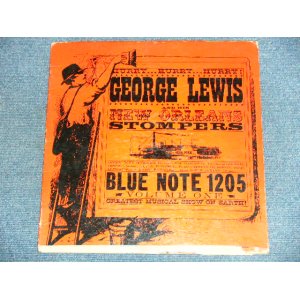 HURRY... HURRY... HURRY!
GEORGE LEWIS
AND HIS
NEW ORLEANS
STOMPERS
BLUE NOTE 1205
VOLUME ONE
GREATEST MUSICAL SHOW ON EARTH!